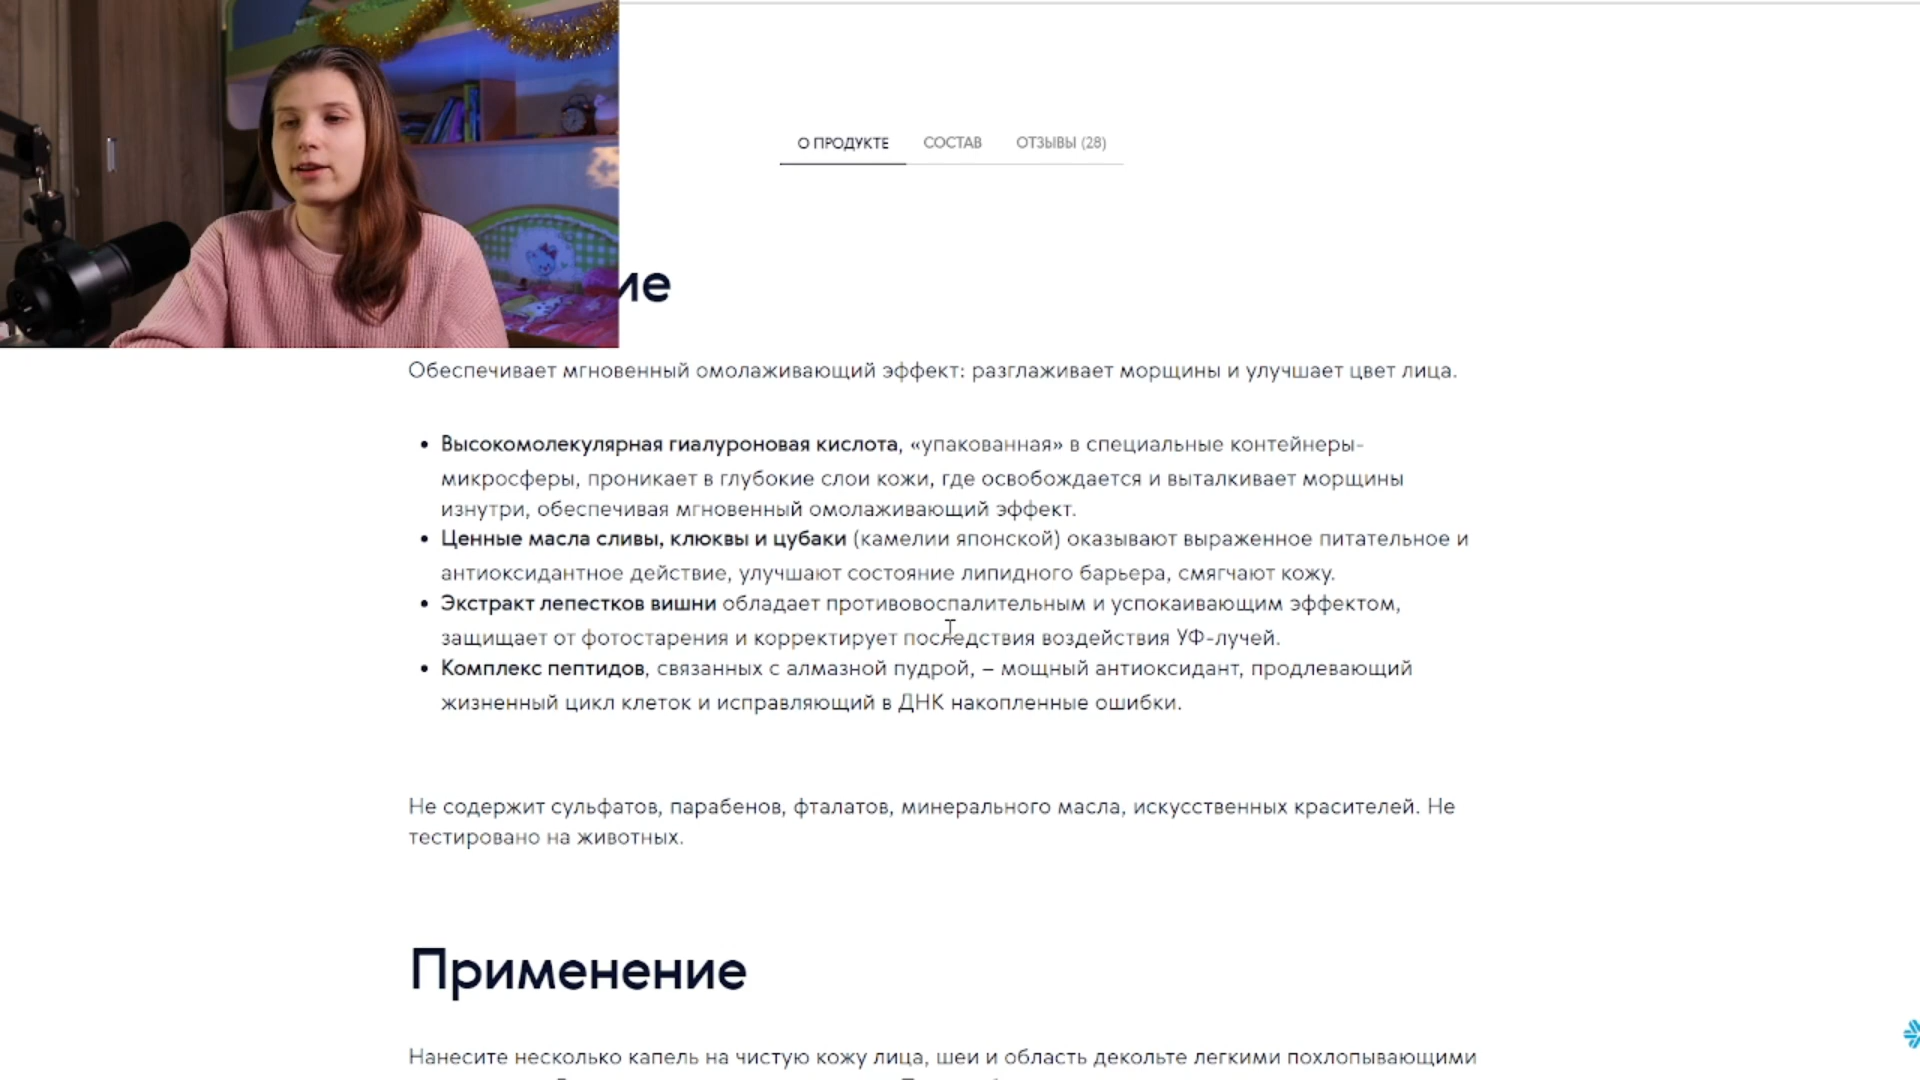 О ПРОДУКТЕ СОСТАВ ОТЗЫВЫ (28)
ие
Обеспечивает мгновенный омолаживающий эффект: разглаживает морщины и улучшает цвет лица.
Высокомолекулярная гиалуроновая кислота, «упакованная» в специальные контейнеры-
микросферы, проникает в глубокие слои кожи, где освобождается и выталкивает морщины
изнутри, обеспечивая мгновенный омолаживающий эффект.
Ценные масла сливы, клюквы и цубаки (камелии японской) оказывают выраженное питательное и
антиоксидантное действие, улучшают состояние липидного барьера, смягчают кожу.
Экстракт лепестков вишни обладает противовоспалительным и успокаивающим эффектом,
защищает от фотостарения и корректирует последствия воздействия УФ-лучей.
Комплекс пептидов, связанных с алмазной пудрой, – мощный антиоксидант, продлевающий
жизненный цикл клеток и исправляющий в ДНК накопленные ошибки.
Не содержит сульфатов, парабенов, фталатов, минерального масла, искусственных красителей. Не
тестировано на животных.
Применение
Нанесите несколько капель на чистую кожу лица, шеи и область декольте легкими похлопывающими